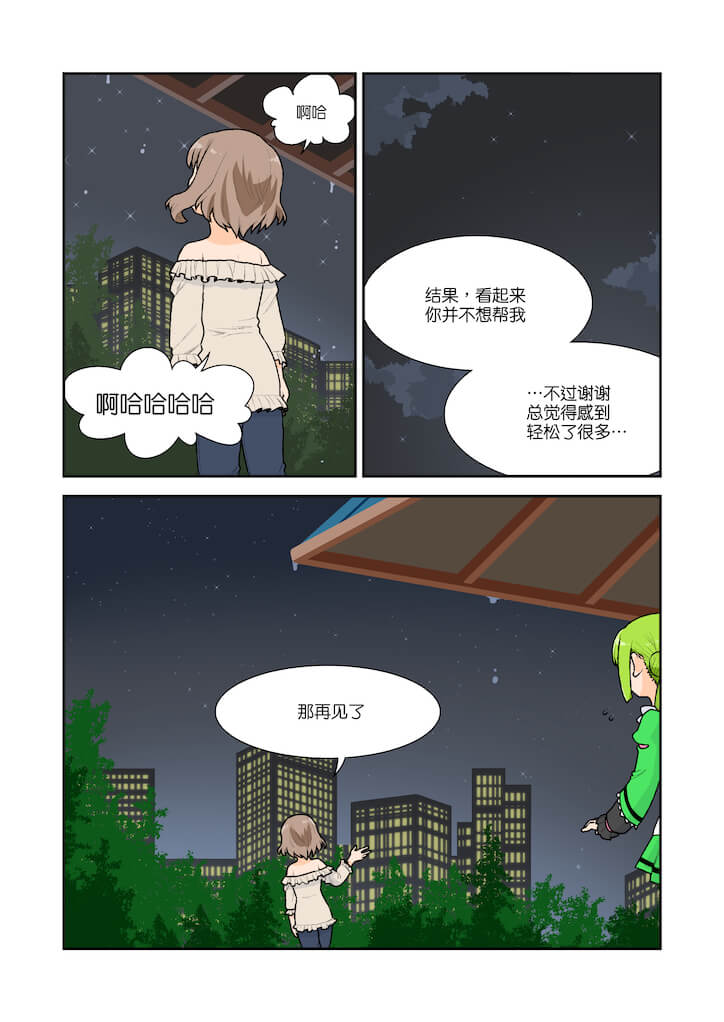 啊哈
啊哈哈哈哈
结果，看起来
你并不想帮我
…不过谢谢
总觉得感到
轻松了很多…
那再见了